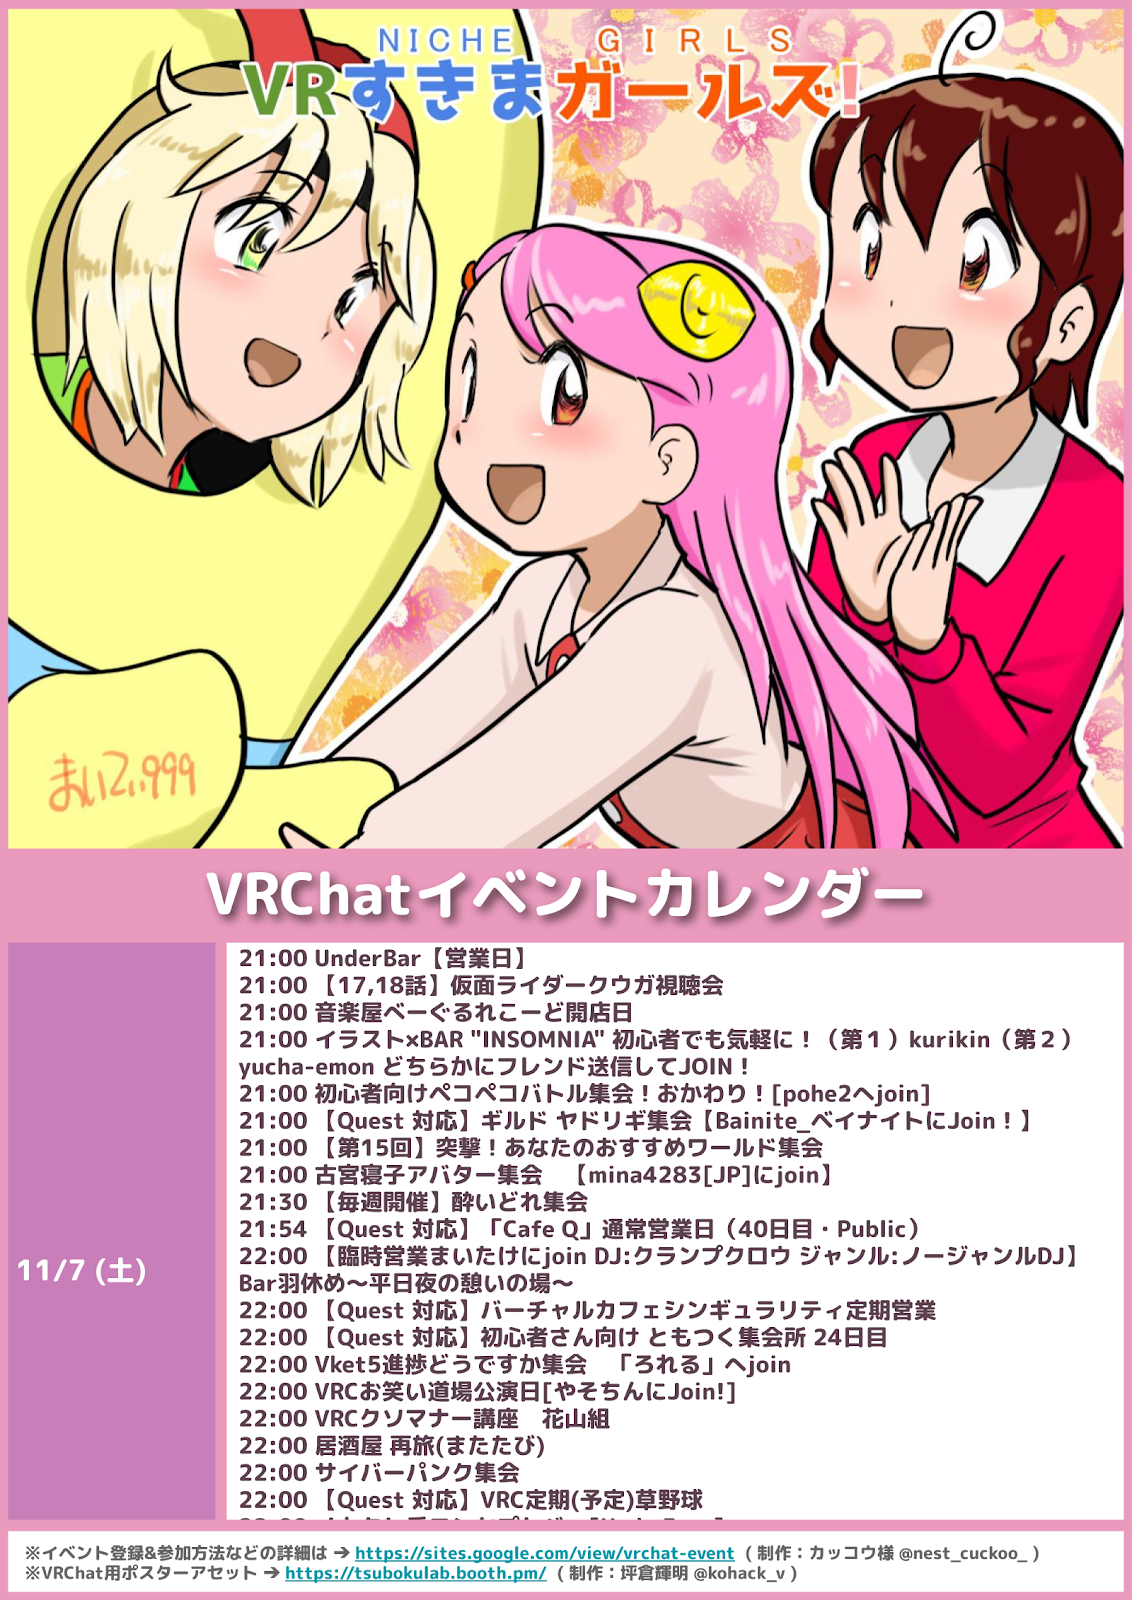 NICHE GIRLS
VRすきまガールズ!
まいてぃ999
VRChatイベントカレンダー
11/7 (土)
21:00 UnderBar【営業日】
21:00 【17,18話】仮面ライダークウガ視聴会
21:00 音楽屋べーぐるれこーど開店日
21:00 イラスト×BAR "INSOMNIA" 初心者でも気軽に！（第１）kurikin（第２）
yucha-emon どちらかにフレンド送信してJOIN！
21:00 初心者向けペコペコバトル集会！おかわり！[pohe2へjoin]
21:00 【Quest 対応】ギルド ヤドリギ集会【Bainite_ベイナイトにJoin！】
21:00 【第15回】突撃！あなたのおすすめワールド集会
21:00 古宮寝子アバター集会　【mina4283[JP]にjoin】
21:30 【毎週開催】酔いどれ集会
21:54 【Quest 対応】「Cafe Q」通常営業日（40日目・Public）
22:00 【臨時営業まいたけにjoin DJ:クランプクロウ ジャンル:ノージャンルDJ】
Bar羽休め～平日夜の憩いの場～
22:00 【Quest 対応】バーチャルカフェシンギュラリティ定期営業
22:00 【Quest 対応】初心者さん向け ともつく集会所 24日目
22:00 Vket5進捗どうですか集会　「ろれる」へjoin
22:00 VRCお笑い道場公演日[やそちんにJoin!]
22:00 VRCクソマナー講座　花山組
22:00 居酒屋 再旅(またたび)
22:00 サイバーパンク集会
22:00 【Quest 対応】VRC定期(予定)草野球
※イベント登録&参加方法などの詳細は → https://sites.google.com/view/vrchat-event ( 制作：カッコウ様 @nest_cuckoo_ )
※VRChat用ポスターアセット → https://tsubokulab.booth.pm/ ( 制作：坪倉輝明 @kohack_v )